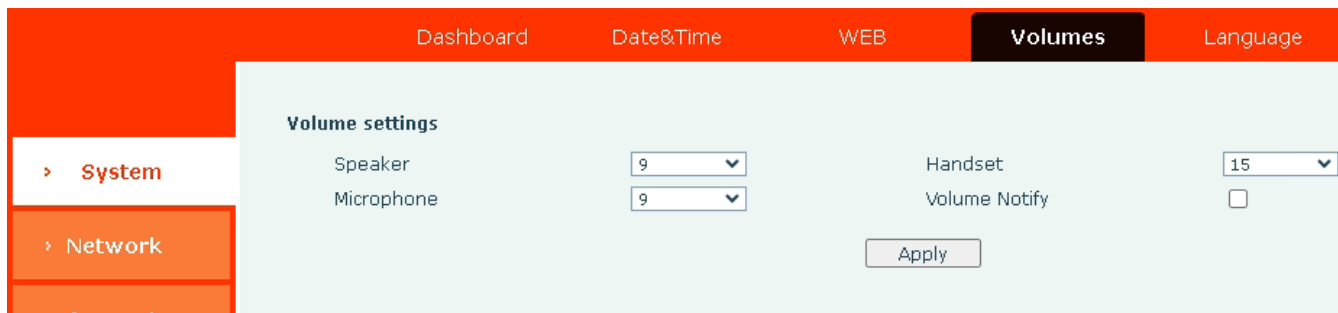 Dashboard Date&Time WEB Volumes Language
Volume settings
Speaker 9 Handset 15
Microphone 9 Volume Notify
Apply
System
Network